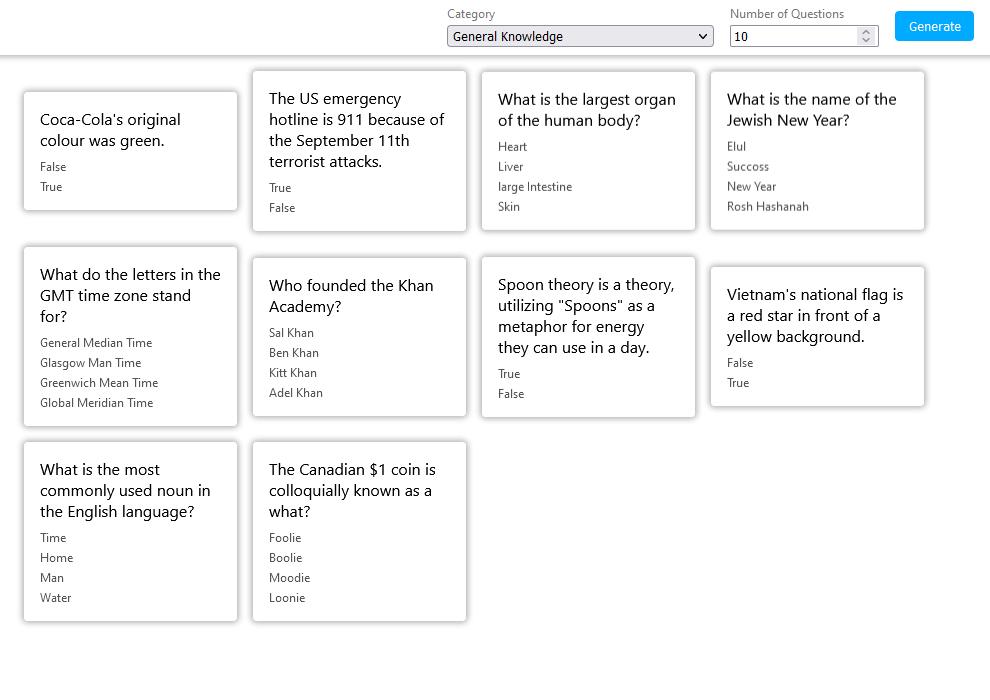 Category
Number of Questions
General Knowledge
10
Generate
Coca-Cola's original
colour was green.
False
True
The US emergency
hotline is 911 because of
the September 11th
terrorist attacks.
True
False
What is the largest organ
of the human body?
Heart
Liver
large Intestine
Skin
What is the name of the
Jewish New Year?
Elul
Succoss
New Year
Rosh Hashanah
What do the letters in the
GMT time zone stand
for?
General Median Time
Glasgow Man Time
Greenwich Mean Time
Global Meridian Time
Who founded the Khan
Academy?
Sal Khan
Ben Khan
Kitt Khan
Adel Khan
Spoon theory is a theory,
utilizing "Spoons" as a
metaphor for energy
they can use in a day.
True
False
Vietnam's national flag is
a red star in front of a
yellow background.
False
True
What is the most
commonly used noun in
the English language?
Time
Home
Man
Water
The Canadian $1 coin is
colloquially known as a
what?
Foolie
Boolie
Moodie
Loonie